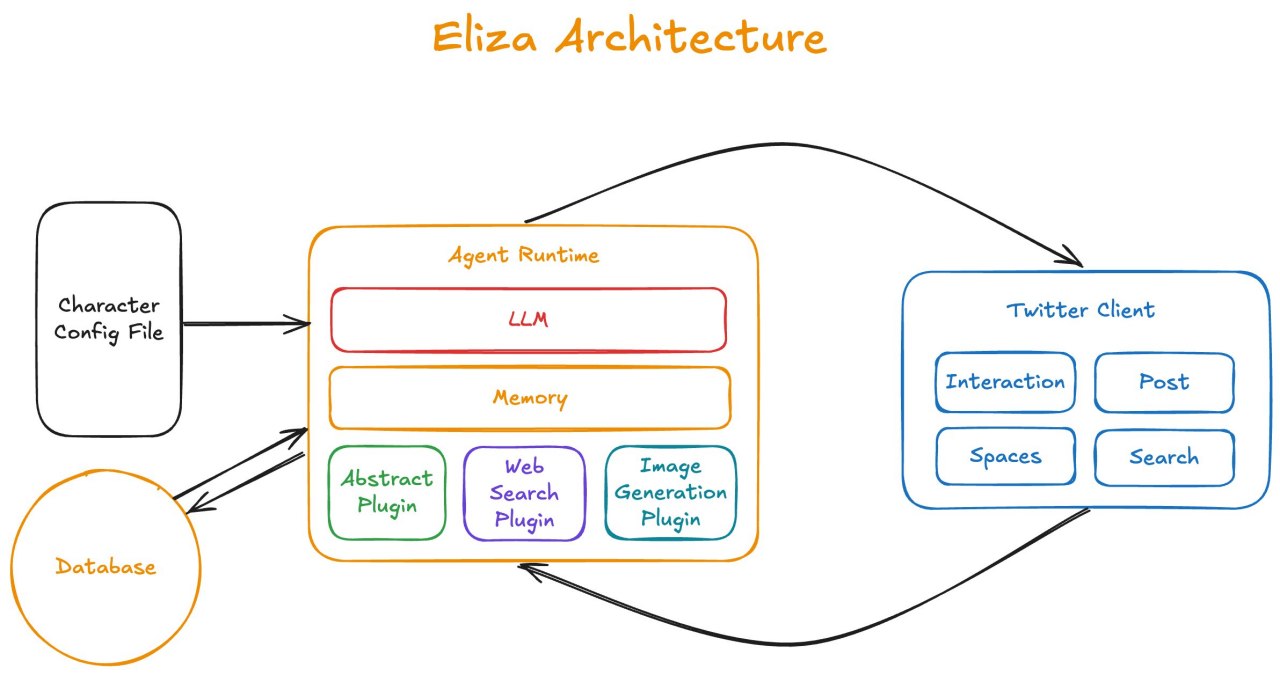 Eliza Architecture
Character
Config File
Agent Runtime
LLM
Memory
Abstract
Plugin
Web
Search
Plugin
Image
Generation
Plugin
Database
Twitter Client
Interaction
Post
Spaces
Search